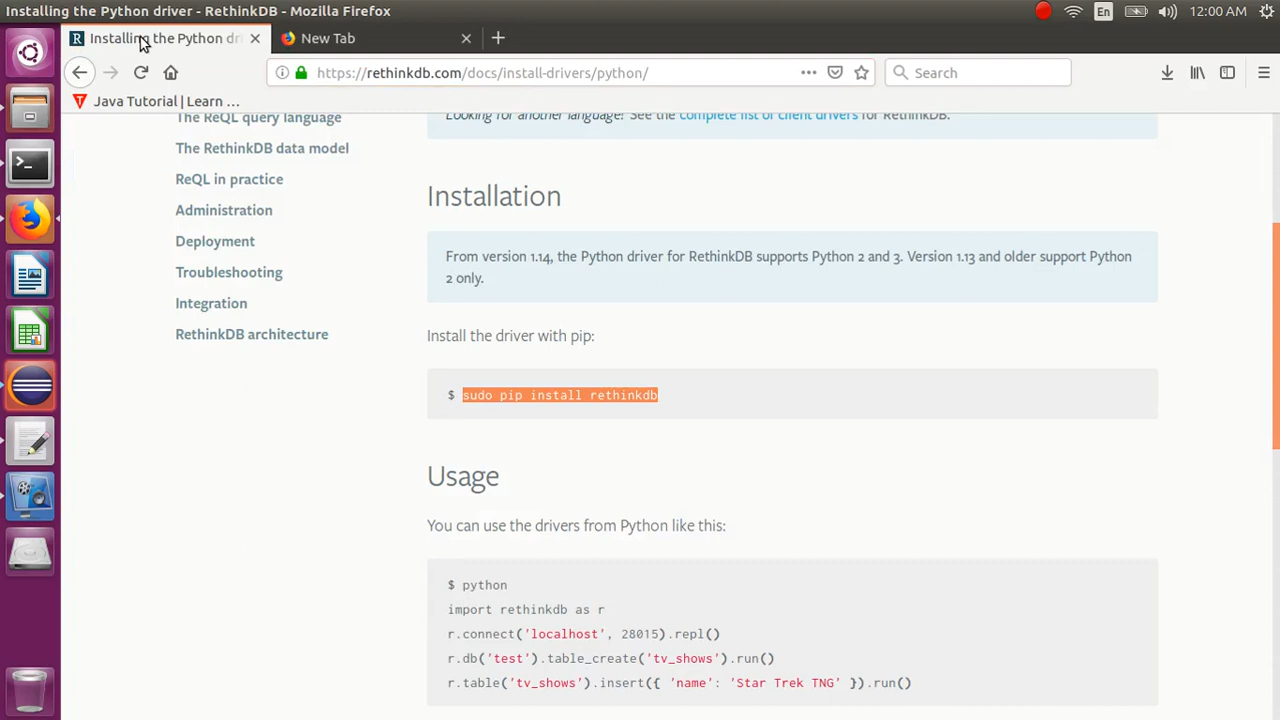 Installing the Python driver - RethinkDB - Mozilla Firefox
En
12:00 AM
R Installing the Python dri
New Tab
https://rethinkdb.com/docs/install-drivers/python/
Search
Java Tutorial | Learn ...
The ReQL query language
The RethinkDB data model
ReQL in practice
Administration
Deployment
Troubleshooting
Integration
RethinkDB architecture
Looking for another language? See the complete list of client drivers for RethinkDB.
Installation
From version 1.14, the Python driver for RethinkDB supports Python 2 and 3. Version 1.13 and older support Python
2 only.
Install the driver with pip:
$ sudo pip install rethinkdb
Usage
You can use the drivers from Python like this:
$ python
import rethinkdb as r
r.connect('localhost', 28015).repl()
r.db('test').table_create('tv_shows').run()
r.table('tv_shows').insert({ 'name': 'Star Trek TNG' }).run()